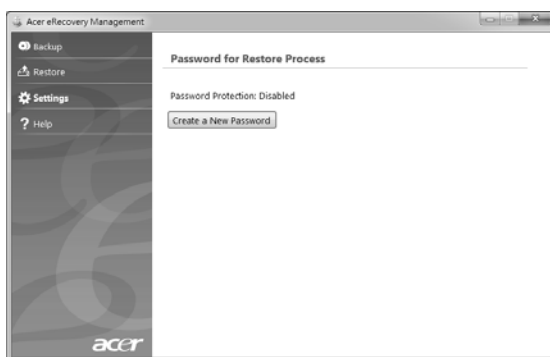 Acer eRecovery Management
Backup
Restore
Settings
? Help
Password for Restore Process
Password Protection: Disabled
Create a New Password
acer